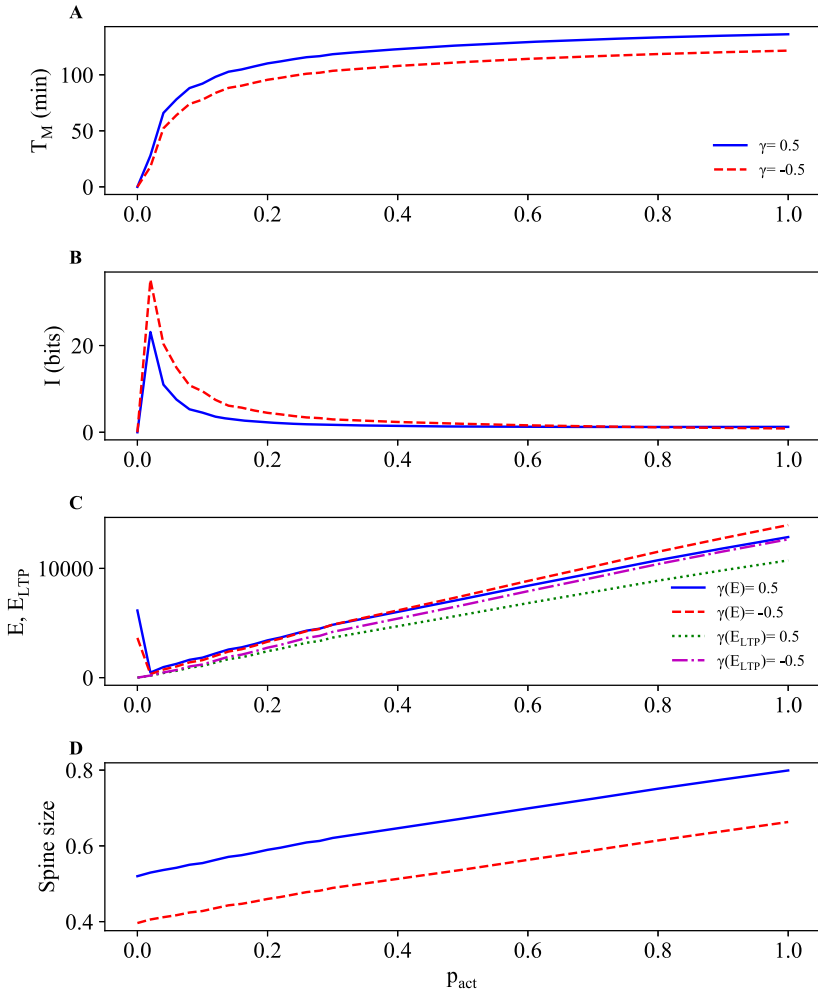 A
T_M (min)
100
50
0
γ= 0.5
γ= -0.5
0.0 0.2 0.4 0.6 0.8 1.0
B
I (bits)
20
0
0.0 0.2 0.4 0.6 0.8 1.0
C
E, E_LTP
10000
0
γ(E)= 0.5
γ(E)= -0.5
γ(E_LTP)= 0.5
γ(E_LTP)= -0.5
0.0 0.2 0.4 0.6 0.8 1.0
D
Spine size
0.8
0.6
0.4
0.0 0.2 0.4 0.6 0.8 1.0
p_act